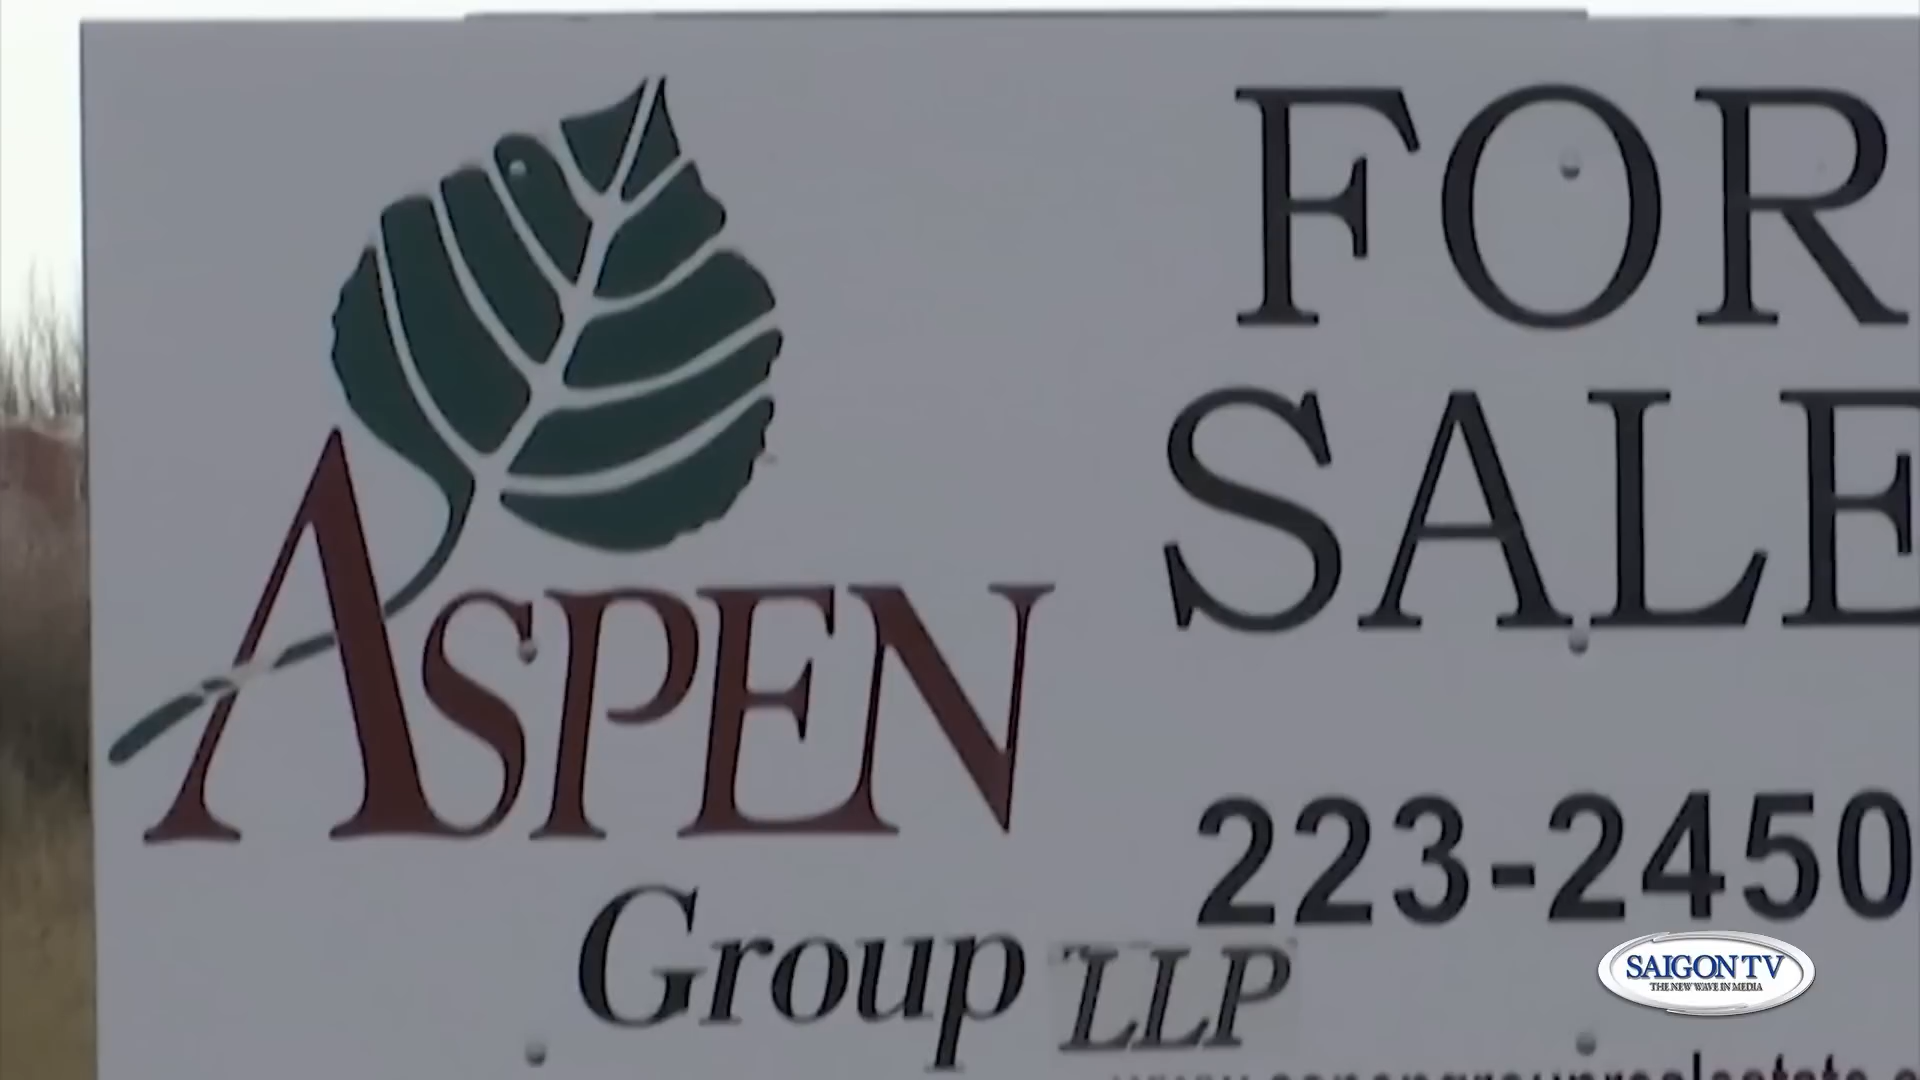 ASPEN
Group LLP
FOR
SALE
223-2450
SAIGON TV
THE NEW WAVE IN MEDIA